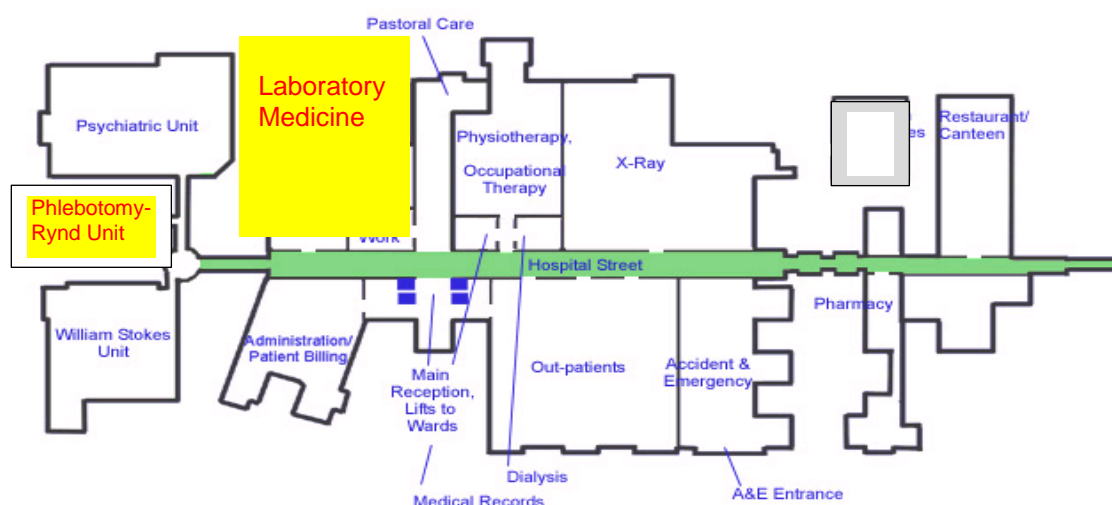 Pastoral Care
Laboratory
Medicine
Psychiatric Unit
Physiotherapy,
Occupational
Therapy
X-Ray
Restaurant/
Canteen
Phlebotomy-
Rynd Unit
Work
Hospital Street
William Stokes
Unit
Administration/
Patient Billing
Main
Reception,
Lifts to
Wards
Out-patients
Accident &
Emergency
Pharmacy
Dialysis
Medical Records
A&E Entrance